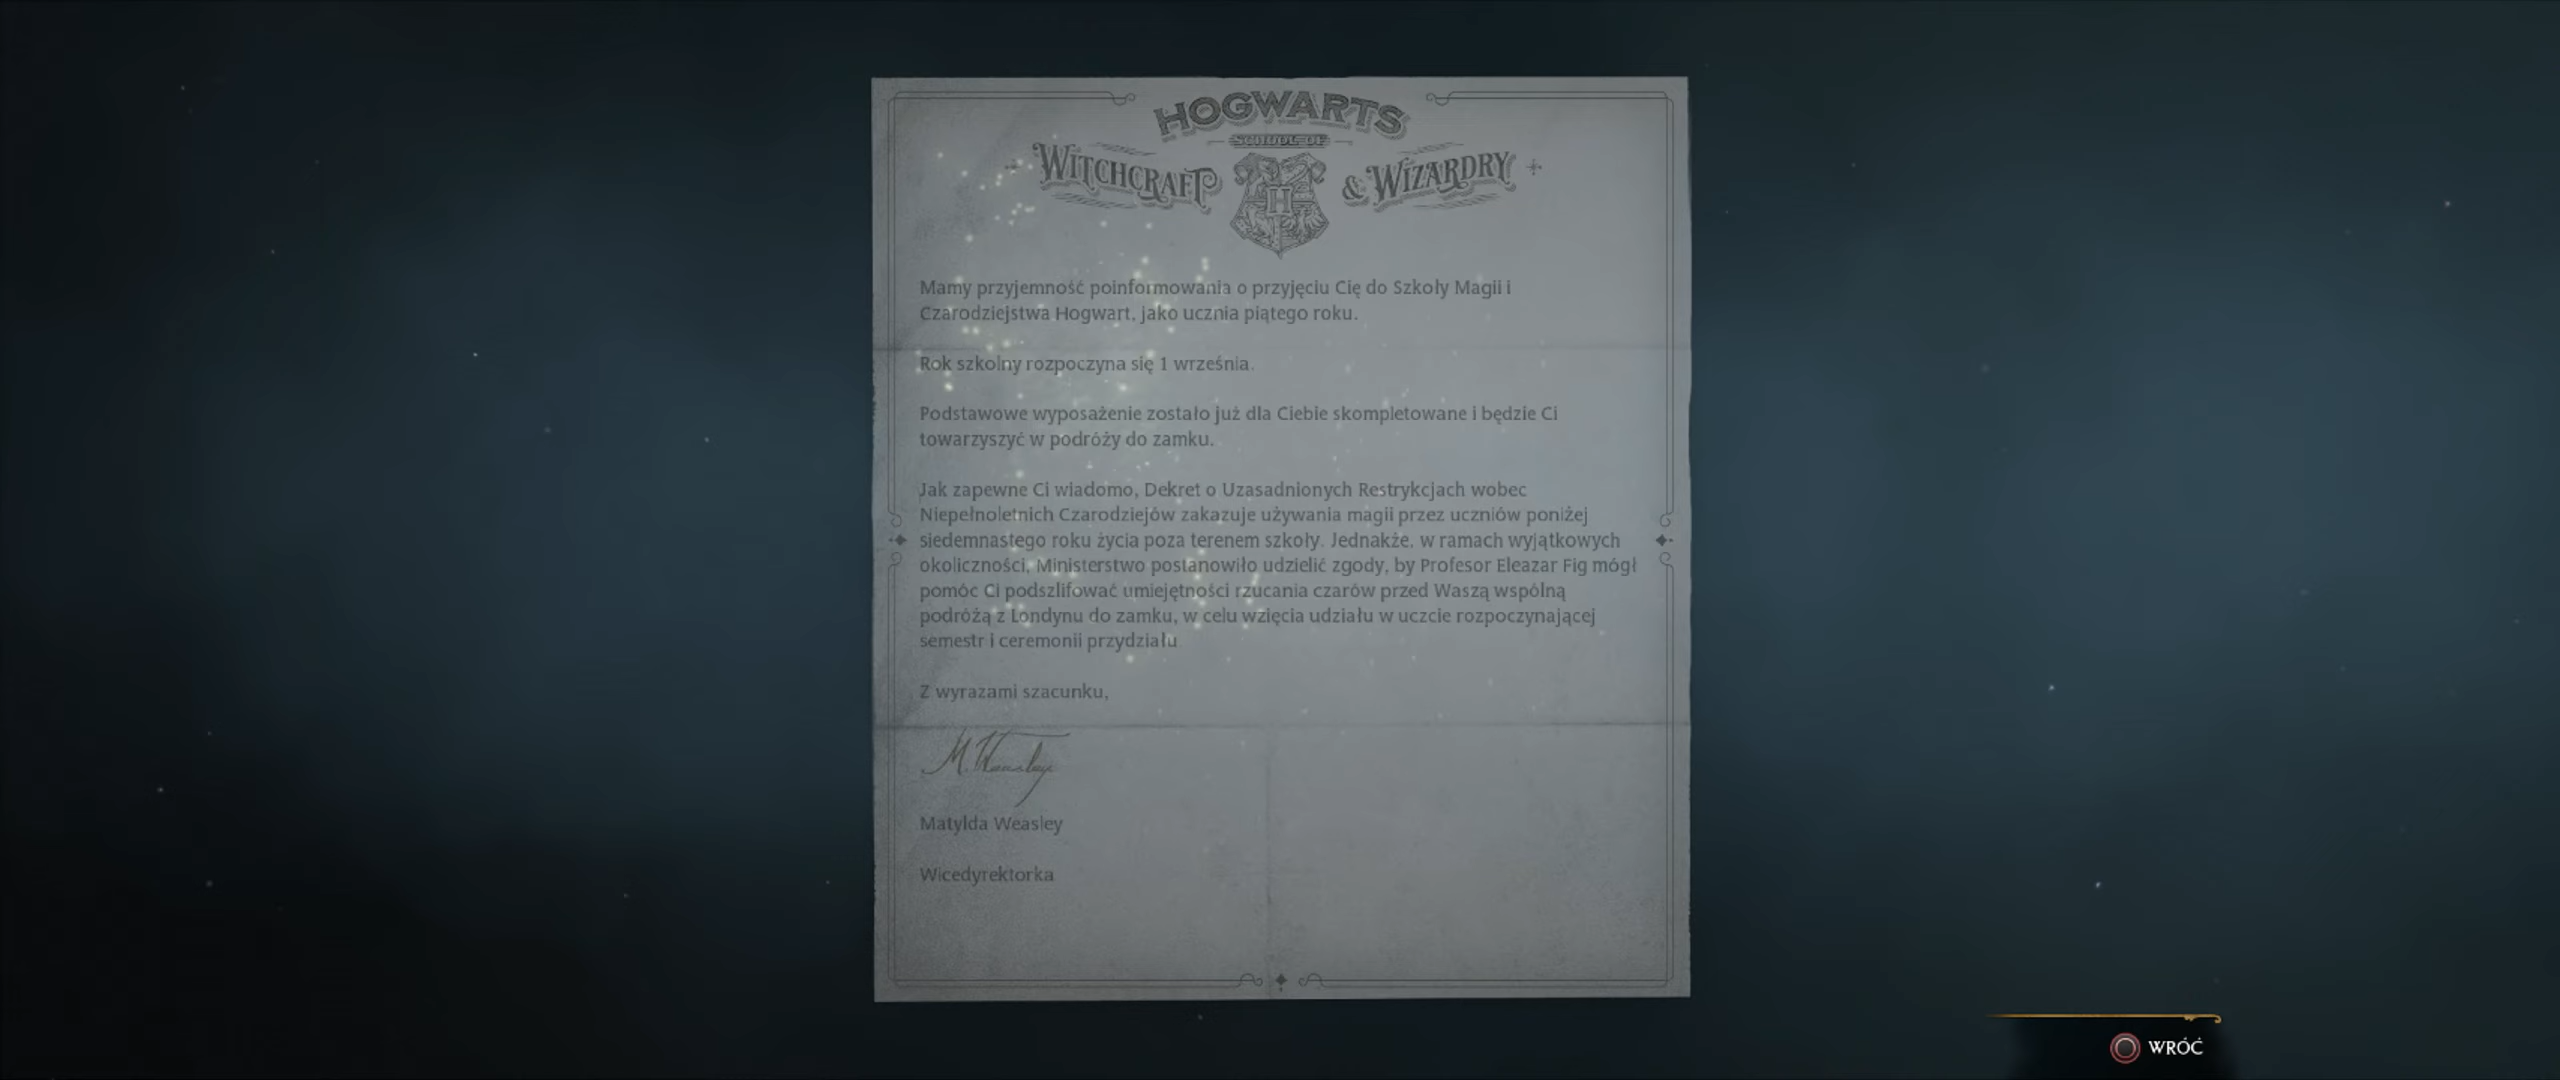 HOGWARTS
SCHOOL OF
WITCHCRAFT & WIZARDRY
H
Mamy przyjemność poinformowania o przyjęciu Cię do Szkoły Magii i
Czarodziejstwa Hogwart, jako ucznia piątego roku.
Rok szkolny rozpoczyna się 1 września.
Podstawowe wyposażenie zostało już dla Ciebie skompletowane i będzie Ci
towarzyszyć w podróży do zamku.
Jak zapewne Ci wiadomo, Dekret o Uzasadnionych Restrykcjach wobec
Niepełnoletnich Czarodziejów zakazuje używania magii przez uczniów poniżej
siedemnastego roku życia poza terenem szkoły. Jednakże, w ramach wyjątkowych
okoliczności, Ministerstwo postanowiło udzielić zgody, by Profesor Eleazar Fig mógł
pomóc Ci podszlifować umiejętności rzucania czarów przed Waszą wspólną
podróżą z Londynu do zamku, w celu wzięcia udziału w uczcie rozpoczynającej
semestr i ceremonii przydziału.
Z wyrazami szacunku,
M. Weasley
Matylda Weasley
Wicedyrektorka
WRÓĆ